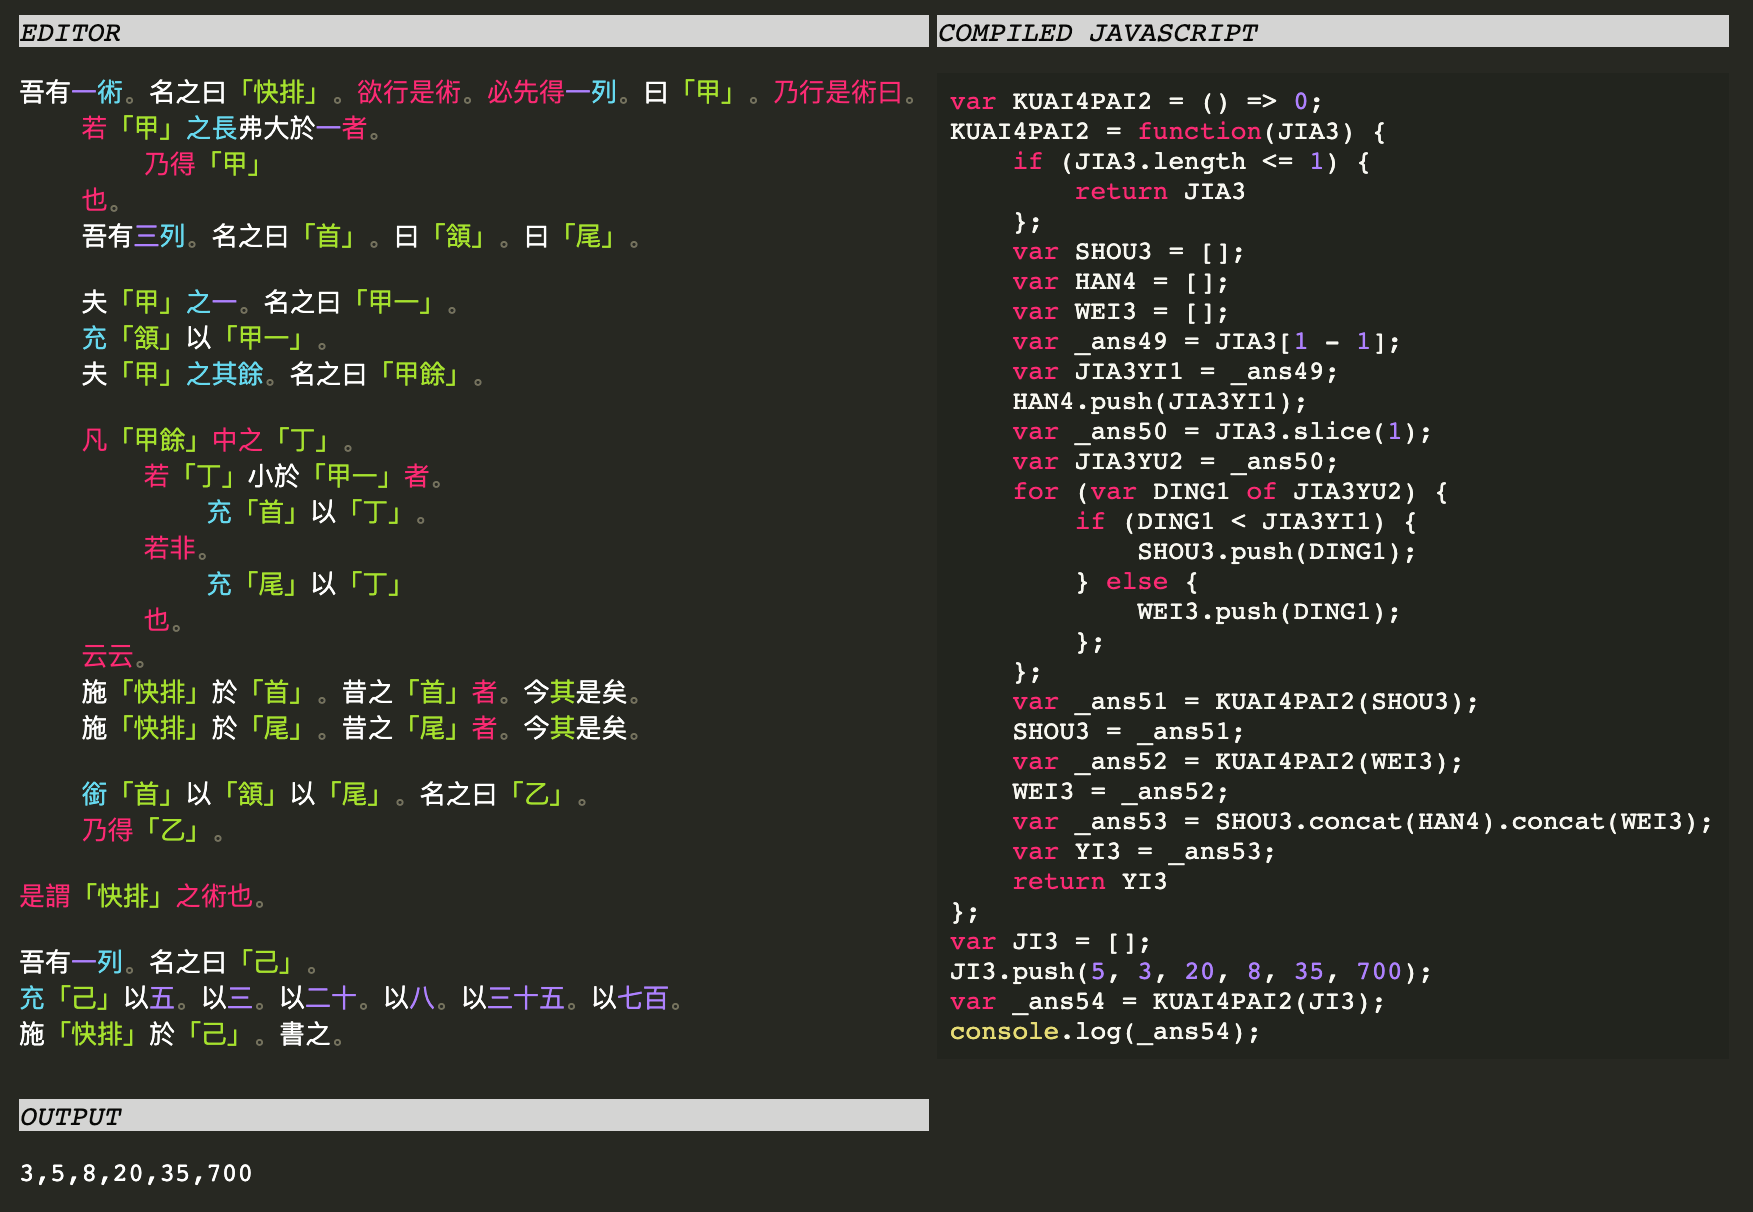 EDITOR
吾有一術。名之曰「快排」。欲行是術。必先得一列。曰「甲」。乃行是術曰。
若「甲」之長弗大於一者。
乃得「甲」
也。
吾有三列。名之曰「首」。曰「頷」。曰「尾」。
夫「甲」之一。名之曰「甲一」。
充「頷」以「甲一」。
夫「甲」之其餘。名之曰「甲餘」。
凡「甲餘」中之「丁」。
若「丁」小於「甲一」者。
充「首」以「丁」。
若非。
充「尾」以「丁」
也。
云云。
施「快排」於「首」。昔之「首」者。今其是矣。
施「快排」於「尾」。昔之「尾」者。今其是矣。
銜「首」以「頷」以「尾」。名之曰「乙」。
乃得「乙」。
是謂「快排」之術也。
吾有一列。名之曰「己」。
充「己」以五。以三。以二十。以八。以三十五。以七百。
施「快排」於「己」。書之。
OUTPUT
3,5,8,20,35,700
COMPILED JAVASCRIPT
var KUAI4PAI2 = () => 0;
KUAI4PAI2 = function(JIA3) {
if (JIA3.length <= 1) {
return JIA3
};
var SHOU3 = [];
var HAN4 = [];
var WEI3 = [];
var _ans49 = JIA3[1 - 1];
var JIA3YI1 = _ans49;
HAN4.push(JIA3YI1);
var _ans50 = JIA3.slice(1);
var JIA3YU2 = _ans50;
for (var DING1 of JIA3YU2) {
if (DING1 < JIA3YI1) {
SHOU3.push(DING1);
} else {
WEI3.push(DING1);
};
};
var _ans51 = KUAI4PAI2(SHOU3);
SHOU3 = _ans51;
var _ans52 = KUAI4PAI2(WEI3);
WEI3 = _ans52;
var _ans53 = SHOU3.concat(HAN4).concat(WEI3);
var YI3 = _ans53;
return YI3
};
var JI3 = [];
JI3.push(5, 3, 20, 8, 35, 700);
var _ans54 = KUAI4PAI2(JI3);
console.log(_ans54);